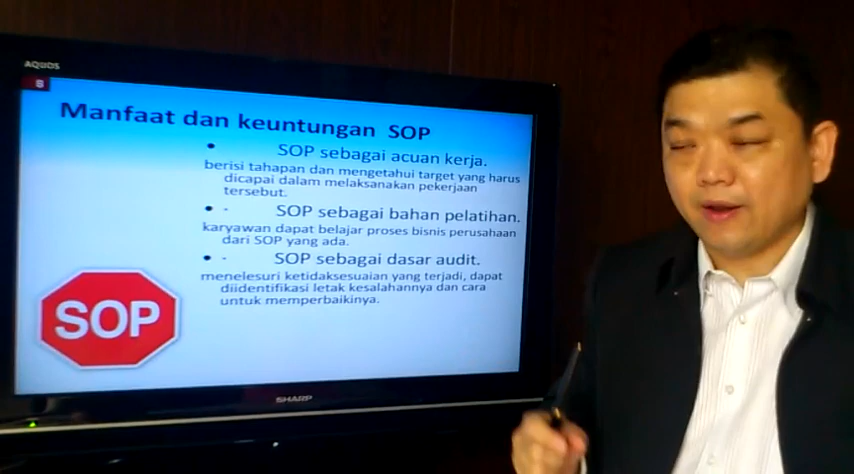 AQUOS
8
Manfaat dan keuntungan SOP
• SOP sebagai acuan kerja.
berisi tahapan dan mengetahui target yang harus
dicapai dalam melaksanakan pekerjaan
tersebut.
• - SOP sebagai bahan pelatihan.
karyawan dapat belajar proses bisnis perusahaan
dari SOP yang ada.
• - SOP sebagai dasar audit.
menelesuri ketidaksesuaian yang terjadi, dapat
diidentifikasi letak kesalahannya dan cara
untuk memperbaikinya.
SOP
SHARP